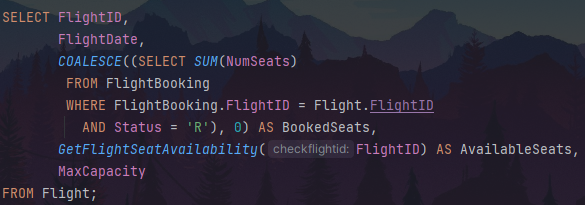 SELECT FlightID,
FlightDate,
COALESCE((SELECT SUM(NumSeats)
FROM FlightBooking
WHERE FlightBooking.FlightID = Flight.FlightID
AND Status = 'R'), 0) AS BookedSeats,
GetFlightSeatAvailability( checkflightid: FlightID) AS AvailableSeats,
MaxCapacity
FROM Flight;